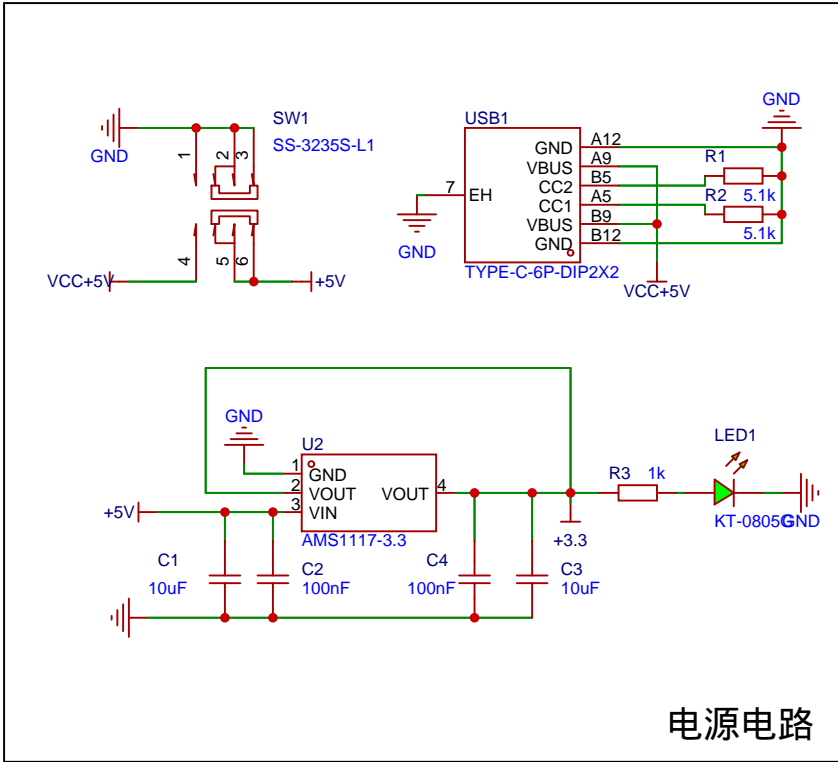 SW1
SS-3235S-L1
GND
1
2
3
4
5
6
VCC+5V
+5V
USB1
7
EH
GND
A12
VBUS
A9
CC2
B5
CC1
A5
VBUS
B9
GND
B12
TYPE-C-6P-DIP2X2
GND
VCC+5V
GND
R1
5.1k
R2
5.1k
GND
U2
1
GND
2
VOUT
VOUT
4
3
VIN
AMS1117-3.3
+5V
C1
10uF
C2
100nF
C4
100nF
C3
10uF
+3.3
R3
1k
LED1
KT-0805G
GND
电源电路